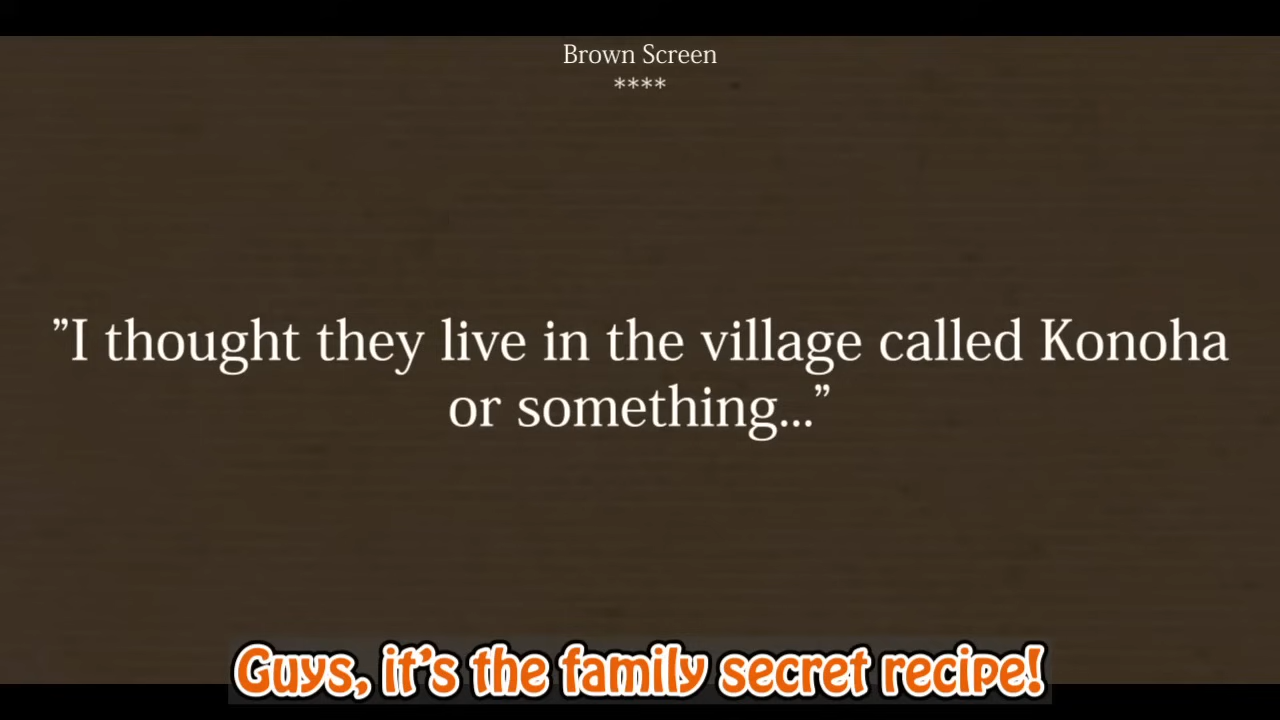 Brown Screen
****
”I thought they live in the village called Konoha
or something...”
Guys, it’s the family secret recipe!